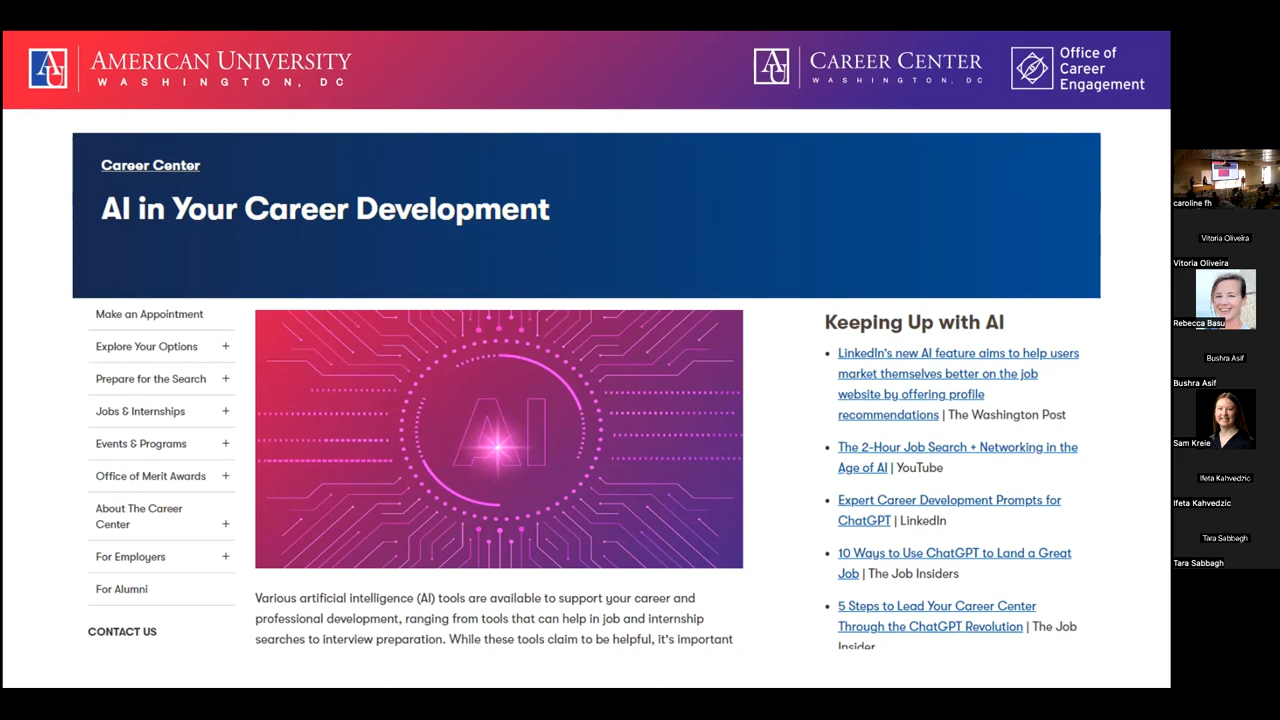 AMERICAN UNIVERSITY
WASHINGTON, DC
CAREER CENTER
WASHINGTON, DC
Office of
Career
Engagement
Career Center
AI in Your Career Development
Make an Appointment
Explore Your Options +
Prepare for the Search +
Jobs & Internships +
Events & Programs +
Office of Merit Awards +
About The Career
Center +
For Employers +
For Alumni
CONTACT US
AI
Various artificial intelligence (AI) tools are available to support your career and
professional development, ranging from tools that can help in job and internship
searches to interview preparation. While these tools claim to be helpful, it's important
Keeping Up with AI
• LinkedIn's new AI feature aims to help users
market themselves better on the job
website by offering profile
recommendations | The Washington Post
• The 2-Hour Job Search + Networking in the
Age of AI | YouTube
• Expert Career Development Prompts for
ChatGPT | LinkedIn
• 10 Ways to Use ChatGPT to Land a Great
Job | The Job Insiders
• 5 Steps to Lead Your Career Center
Through the ChatGPT Revolution | The Job
Insider
caroline fh
Vitoria Oliveira
Vitoria Oliveira
Rebecca Basu
Bushra Asif
Bushra Asif
Sam Kreie
Ifeta Kahvedzic
Ifeta Kahvedzic
Tara Sabbagh
Tara Sabbagh